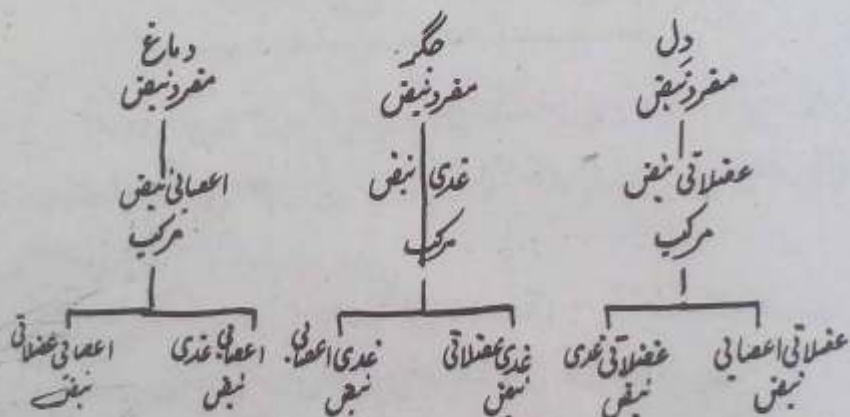 دِل
مفرد نبض
عضلاتی نبض
مرکب
عضلاتی اعصابی نبض
عضلاتی غدی نبض
جگر
مفرد نبض
غدی نبض
مرکب
غدی عضلاتی نبض
غدی اعصابی نبض
دماغ
مفرد نبض
اعصابی نبض
مرکب
اعصابی غدی نبض
اعصابی عضلاتی نبض